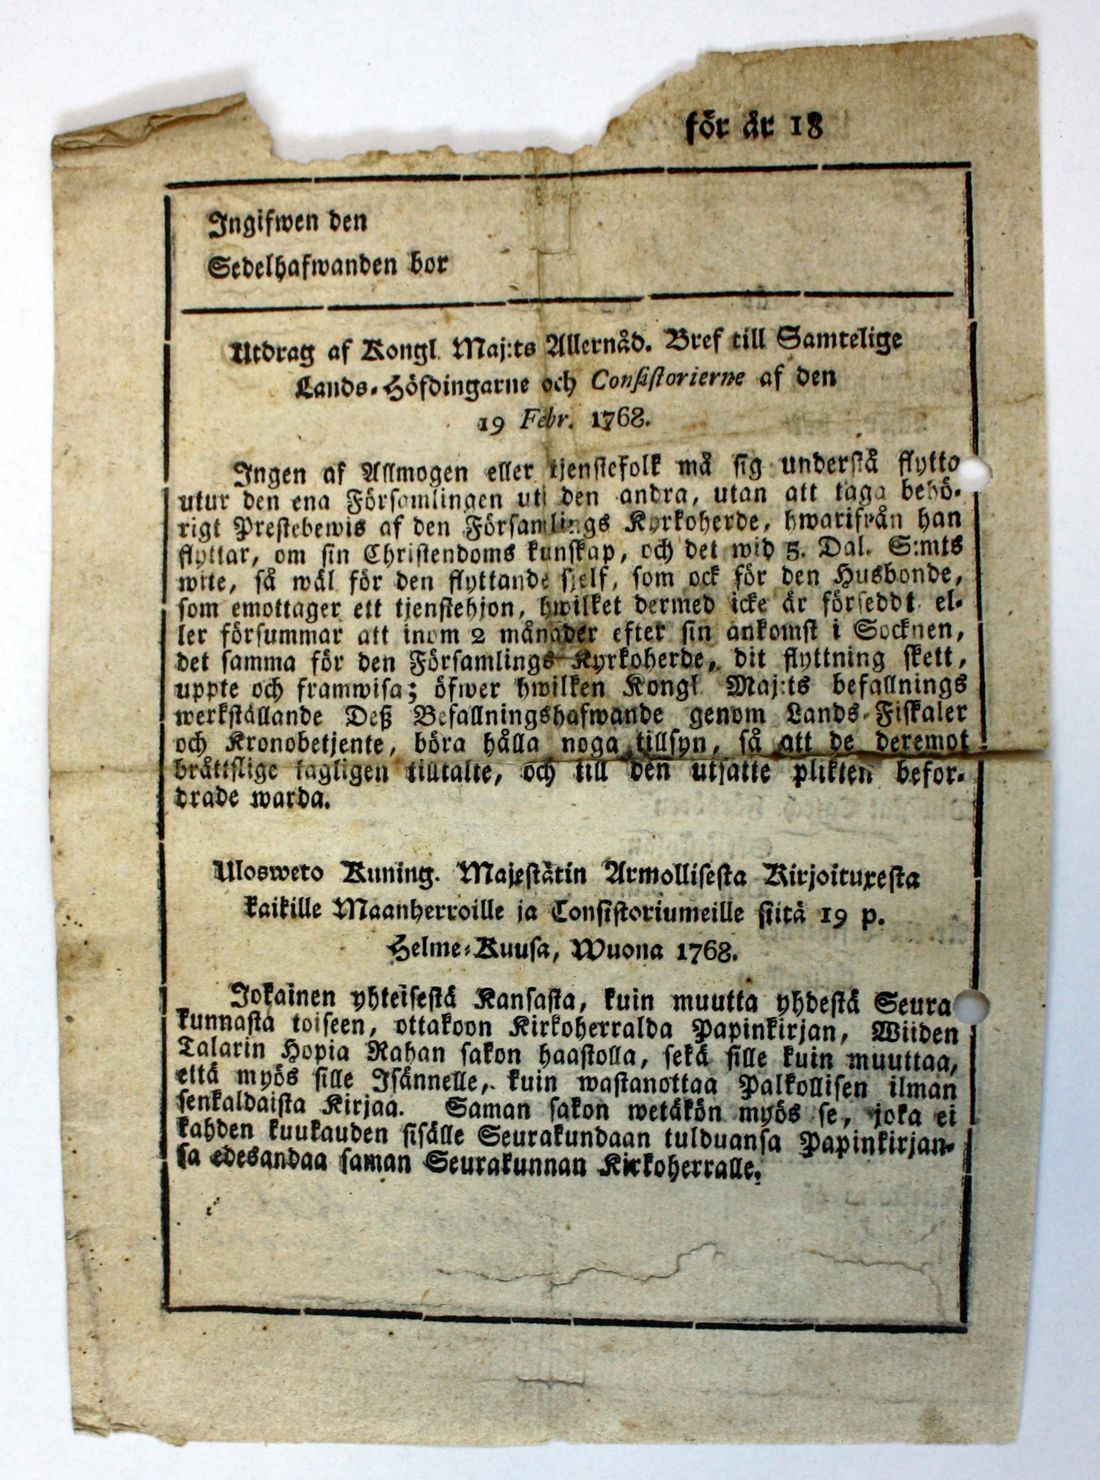 för år 18
Ingifwen den
Sedelhafwanden bor
Utdrag af Kongl. Maj:ts Allernåd. Bref till Samtelige
Lands-Höfdingarne och Consistorierne af den
19 Febr. 1768.
Ingen af Allmogen eller tjenstefolk må sig understå flytta
utur den ena Församlingen uti den andra, utan att taga behö-
rigt Prestebewis af den Församlings Kyrkoherde, hwarifrån han
flyttar, om sin Christendoms kunskap, och det wid 5. Dal. S:mts
wite, så wäl för den flyttande sjelf, som ock för den Husbonde,
som emottager ett tjenstehjon, hwilket dermed icke är förseddt el-
ler försummar att inom 2 månader efter sin ankomst i Socknen,
det samma för den Församlings Kyrkoherde, dit flyttning skett,
uppte och framwisa; öfwer hwilken Kongl Maj:ts befallnings
werkställande Deß Befallningshafwande genom Lands-Fiskaler
och Kronobetjente, böra hålla noga tillsyn, så att de deremot
bråttslige lagligen tilltalte, och till den utsatte plikten befor-
drade warda.
Ulosweto Kuning. Majestätin Armollisesta Kirjoituxesta
kaikille Maanherroille ja Consistoriumeille siitä 19 p.
Helme-Kuusa, Wuona 1768.
Jokainen yhteisestä Kansasta, kuin muutta yhdestä Seura
kunnasta toiseen, ottakoon Kirkoherralda Papinkirjan, Wiiden
Talarin Hopia Rahan sakon haastolla, sekä sille kuin muuttaa,
että myös sille Isännelle, kuin wastanottaa Palkollisen ilman
senkaldaista Kirjaa. Saman sakon wetäkön myös se, joka ei
kahden kuukauden sisälle Seurakundaan tulduansa Papinkirjan-
sa edesandaa saman Seurakunnan Kirkoherralle.